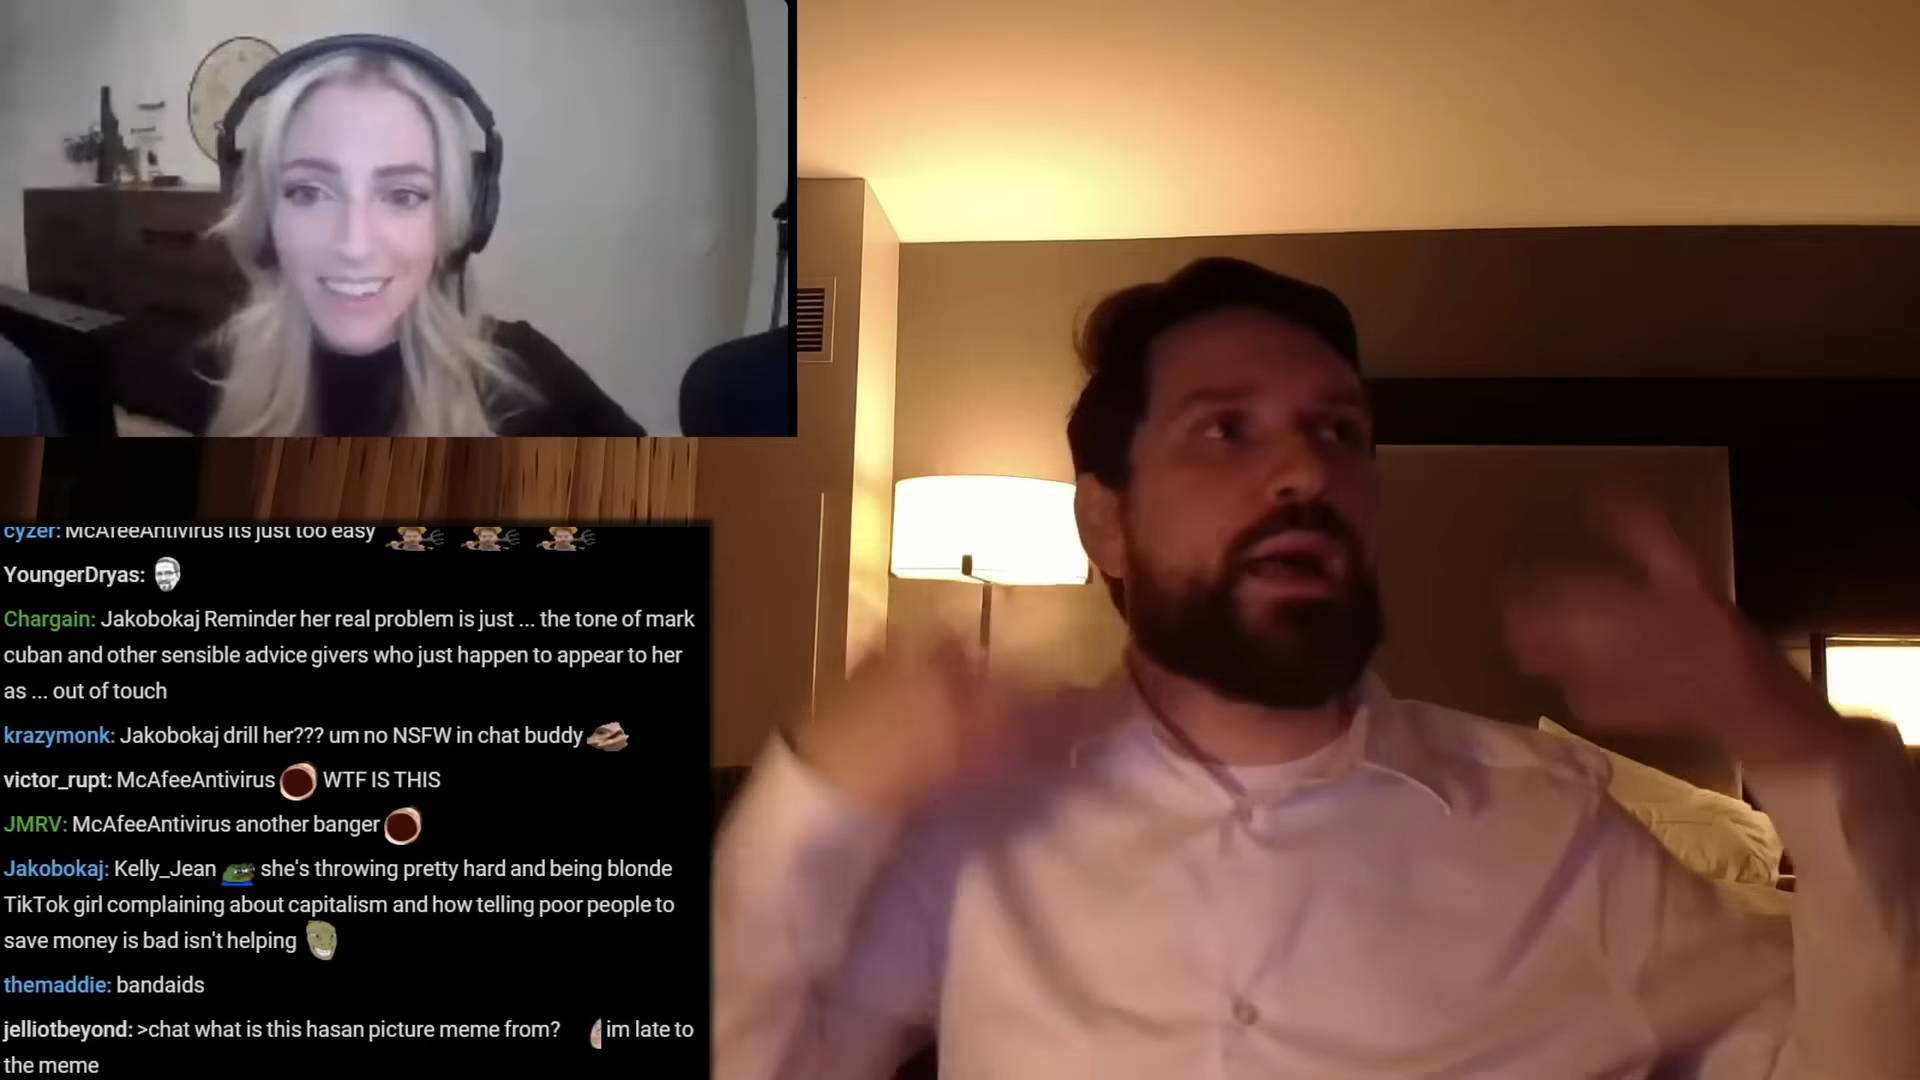 cyzer: McAfeeAntivirus its just too easy
YoungerDryas:
Chargain: Jakobokaj Reminder her real problem is just ... the tone of mark
cuban and other sensible advice givers who just happen to appear to her
as ... out of touch
krazymonk: Jakobokaj drill her??? um no NSFW in chat buddy
victor_rupt: McAfeeAntivirus WTF IS THIS
JMRV: McAfeeAntivirus another banger
Jakobokaj: Kelly_Jean she's throwing pretty hard and being blonde
TikTok girl complaining about capitalism and how telling poor people to
save money is bad isn't helping
themaddie: bandaids
jelliotbeyond: >chat what is this hasan picture meme from? im late to
the meme